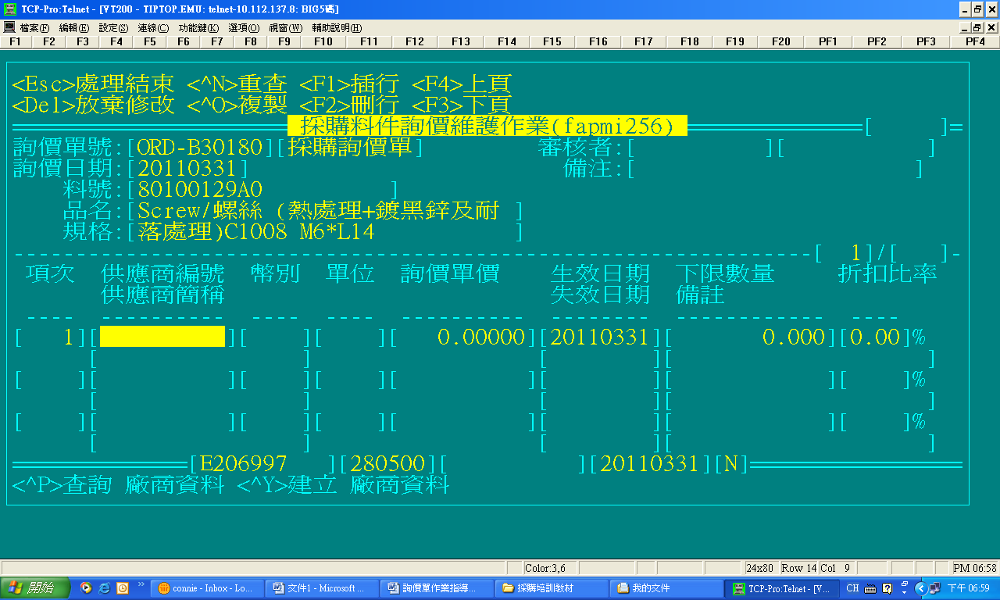 TCP-Pro:Telnet - [VT200 - TIPTOP.EMU: telnet-10.112.137.8: BIG5碼]
檔案(F) 編輯(E) 設定(S) 連線(C) 功能鍵(K) 選項(O) 視窗(W) 輔助說明(H)
F1 F2 F3 F4 F5 F6 F7 F8 F9 F10 F11 F12 F13 F14 F15 F16 F17 F18 F19 F20 PF1 PF2 PF3 PF4
<Esc>處理結束 <^N>重查 <F1>插行 <F4>上頁
<Del>放棄修改 <^O>複製 <F2>刪行 <F3>下頁
採購料件詢價維護作業(fapmi256) [ ]=
詢價單號:[ORD-B30180][採購詢價單] 審核者:[ ][ ]
詢價日期:[20110331] 備注:[ ]
料號:[80100129A0 ]
品名:[Screw/螺絲 (熱處理+鍍黑鋅及耐 ]
規格:[落處理)C1008 M6*L14 ]
[ 1]/[ ]-
項次 供應商編號 幣別 單位 詢價單價 生效日期 下限數量 折扣比率
供應商簡稱 失效日期 備註
---- ---------- ---- ---- ---------- -------- ------------ ----
[ 1][ ][ ][ ][ 0.00000][20110331][ 0.000][0.00]%
[ ] [ ][ ]
[ ][ ][ ][ ][ ][ ][ ][ ]%
[ ] [ ][ ]
[ ][ ][ ][ ][ ][ ][ ][ ]%
[ ] [ ][ ]
[E206997 ][280500][ ][20110331][N]
<^P>查詢 廠商資料 <^Y>建立 廠商資料
Color:3,6 24x80 Row 14 Col 9 PM 06:58
開始 connie - Inbox - Lo... 文件1 - Microsoft ... 詢價單作業指導... 採購培訓教材 我的文件 TCP-Pro:Telnet - [V... CH 下午 06:59